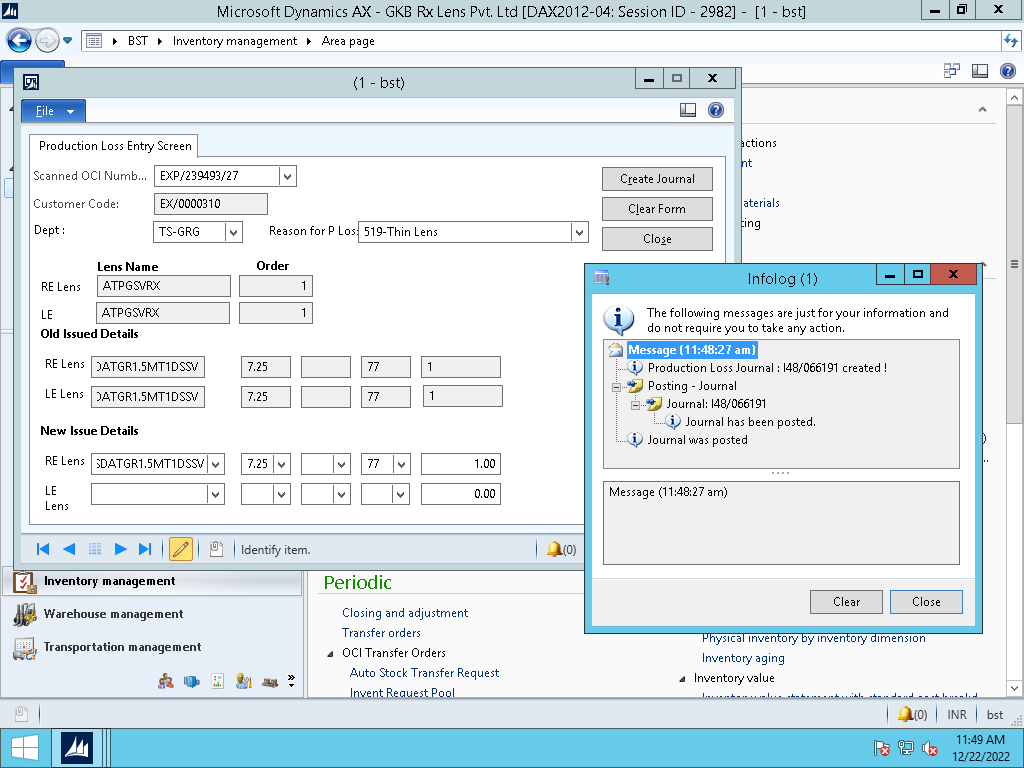 Microsoft Dynamics AX - GKB Rx Lens Pvt. Ltd [DAX2012-04: Session ID - 2982] - [1 - bst]
BST Inventory management Area page
(1 - bst)
File
Production Loss Entry Screen
Scanned OCI Numb... EXP/239493/27
Create Journal
Customer Code: EX/0000310
Clear Form
Dept : TS-GRG Reason for P Los: 519-Thin Lens
Close
Lens Name Order
RE Lens ATPGSVRX 1
LE ATPGSVRX 1
Old Issued Details
RE Lens DATGR1.5MT1DSSV 7.25 77 1
LE Lens DATGR1.5MT1DSSV 7.25 77 1
New Issue Details
RE Lens SDATGR1.5MT1DSSV 7.25 77 1.00
LE
Lens 0.00
Identify item.
(0)
Infolog (1)
The following messages are just for your information and
do not require you to take any action.
Message (11:48:27 am)
Production Loss Journal : I48/066191 created !
Posting - Journal
Journal: I48/066191
Journal has been posted.
Journal was posted
Message (11:48:27 am)
Clear Close
Inventory management
Warehouse management
Transportation management
Periodic
Closing and adjustment
Transfer orders
OCI Transfer Orders
Auto Stock Transfer Request
Invent Request Pool
Physical inventory by inventory dimension
Inventory aging
Inventory value
Inventory value statement with standard cost
(0) INR bst
11:49 AM
12/22/2022